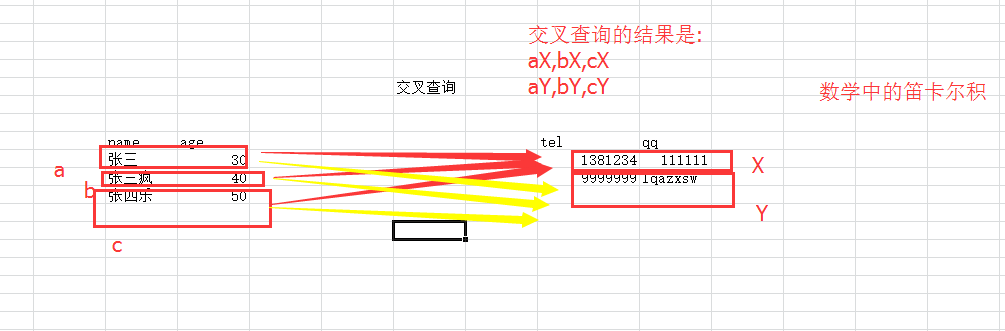 交叉查询的结果是:
aX,bX,cX
aY,bY,cY
交叉查询
数学中的笛卡尔积
name age
tel qq
张三 30
1381234 111111
X
a
张三疯 40
9999999 lqazxsw
b
张四乐 50
Y
c